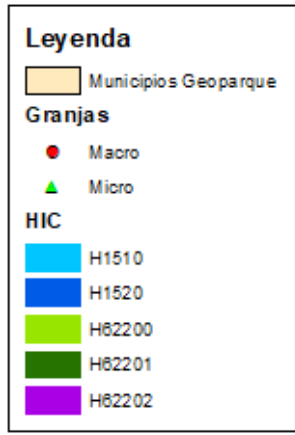 Leyenda
Municipios Geoparque
Granjas
Macro
Micro
HIC
H1510
H1520
H62200
H62201
H62202